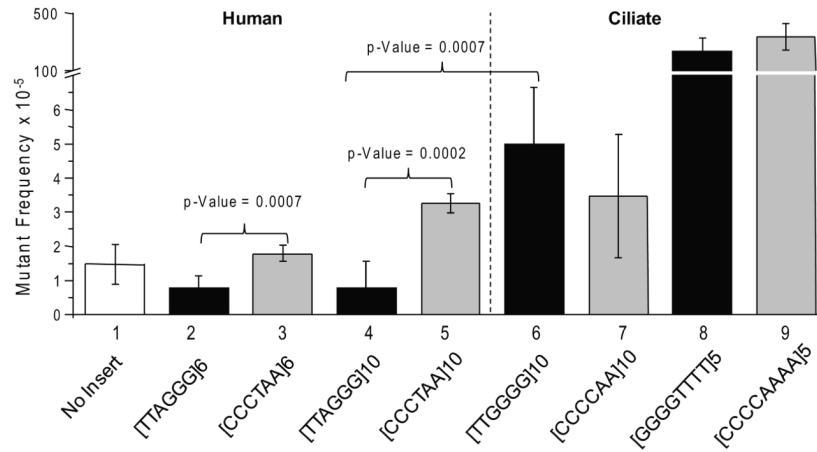 Human
Ciliate
500
100
6
5
4
3
2
1
0
Mutant Frequency x 10-5
p-Value = 0.0007
p-Value = 0.0002
p-Value = 0.0007
1
2
3
4
5
6
7
8
9
No Insert
[TTAGGG]6
[CCCTAA]6
[TTAGGG]10
[CCCTAA]10
[TTGGGG]10
[CCCCAA]10
[GGGGTTTT]5
[CCCCAAAA]5